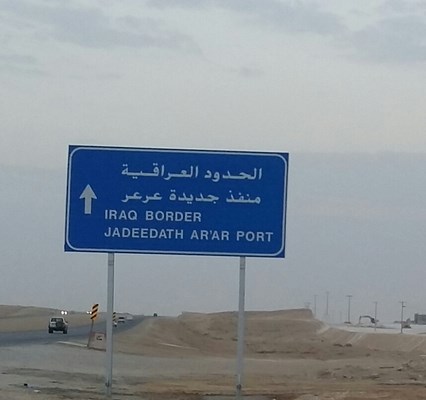 الحدود العراقية
منفذ جديدة عرعر
IRAQ BORDER
JADEEDATH AR'AR PORT